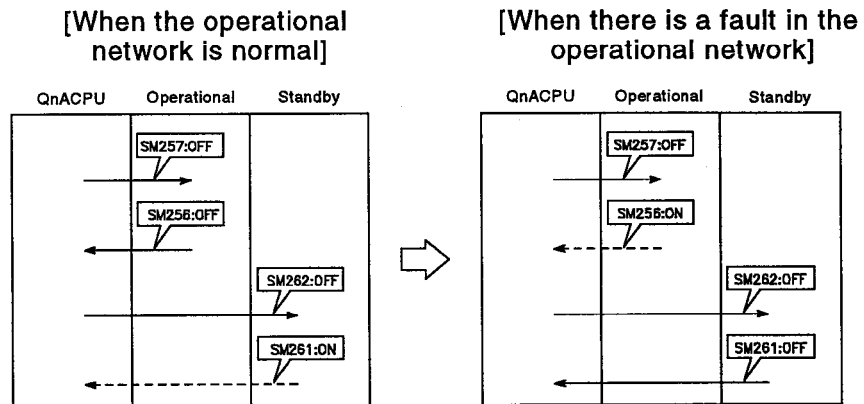 [When the operational
network is normal]
QnACPU Operational Standby
SM257:OFF
SM256:OFF
SM262:OFF
SM261:ON
[When there is a fault in the
operational network]
QnACPU Operational Standby
SM257:OFF
SM256:ON
SM262:OFF
SM261:OFF